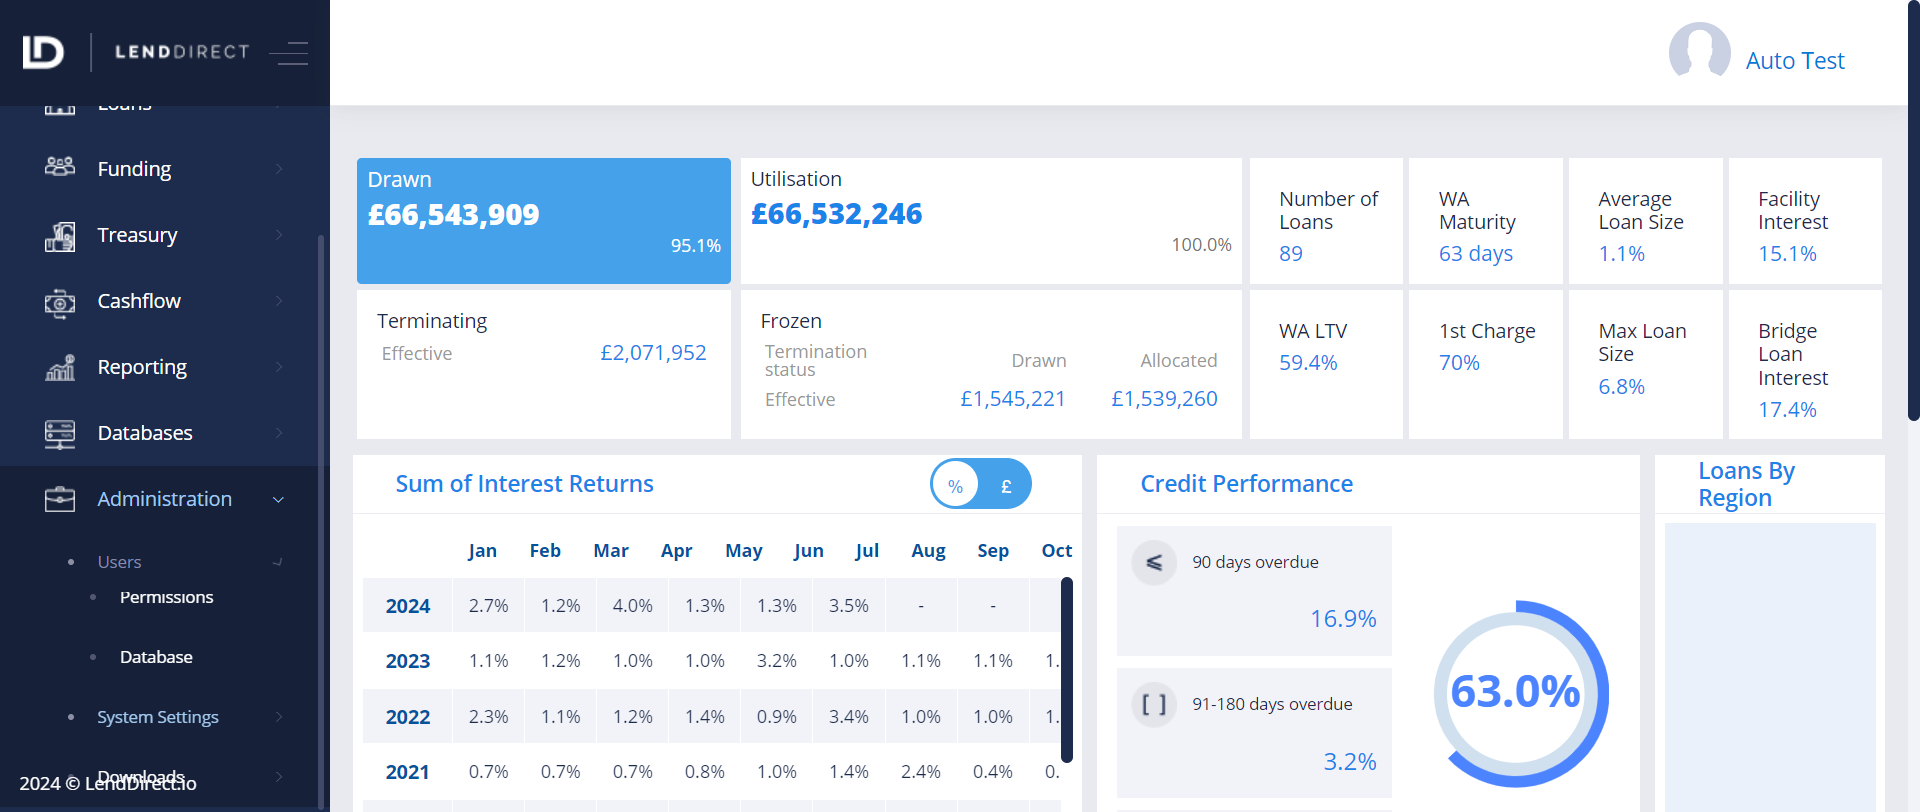 LENDDIRECT
Auto Test
Loans
Funding
Treasury
Cashflow
Reporting
Databases
Administration
Users
Permissions
Database
System Settings
Downloads
2024 © LendDirect.io
Drawn
£66,543,909
95.1%
Utilisation
£66,532,246
100.0%
Number of
Loans
89
WA
Maturity
63 days
Average
Loan Size
1.1%
Facility
Interest
15.1%
Terminating
Effective £2,071,952
Frozen
Termination
status Drawn Allocated
Effective £1,545,221 £1,539,260
WA LTV
59.4%
1st Charge
70%
Max Loan
Size
6.8%
Bridge
Loan
Interest
17.4%
Sum of Interest Returns
% £
Jan Feb Mar Apr May Jun Jul Aug Sep Oct
2024 2.7% 1.2% 4.0% 1.3% 1.3% 3.5% - -
2023 1.1% 1.2% 1.0% 1.0% 3.2% 1.0% 1.1% 1.1% 1.
2022 2.3% 1.1% 1.2% 1.4% 0.9% 3.4% 1.0% 1.0% 1.
2021 0.7% 0.7% 0.7% 0.8% 1.0% 1.4% 2.4% 0.4% 0.
Credit Performance
⩽ 90 days overdue
16.9%
[ ] 91-180 days overdue
3.2%
63.0%
Loans By
Region